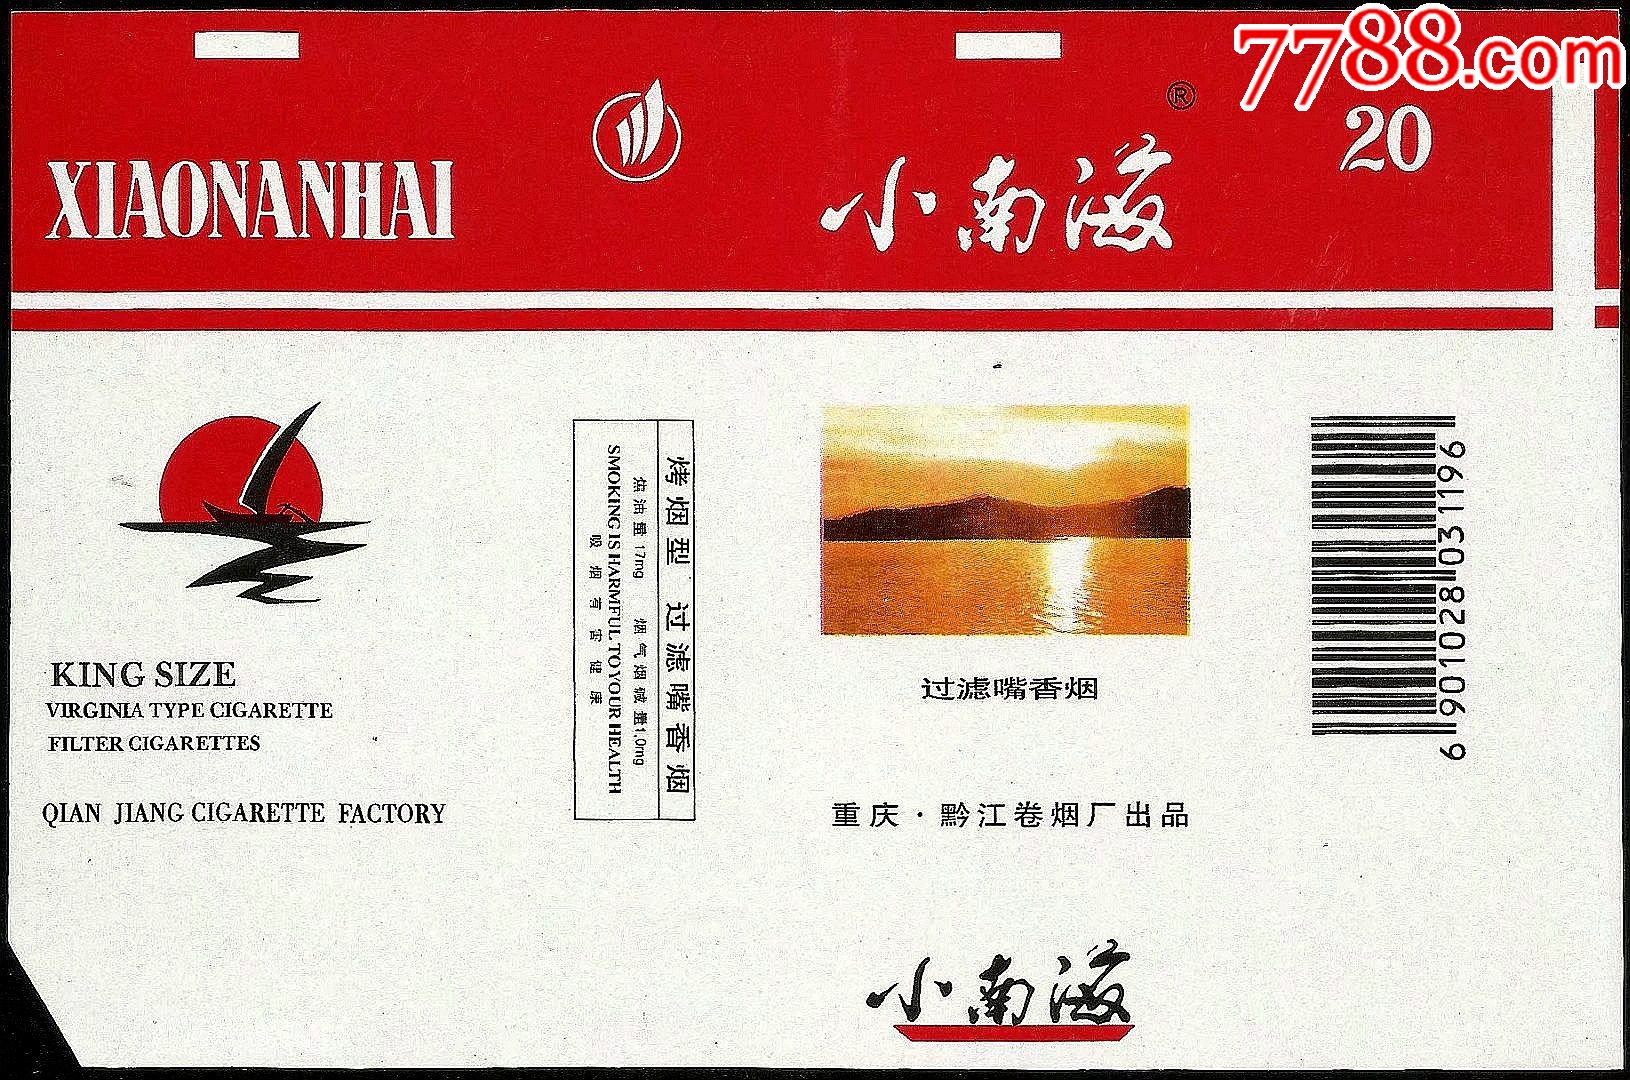 7788.com
XIAONANHAI
小南海
®
20
KING SIZE
VIRGINIA TYPE CIGARETTE
FILTER CIGARETTES
QIAN JIANG CIGARETTE FACTORY
烤烟型 过滤嘴香烟
焦油量 17mg 烟气烟碱量1.0mg
SMOKING IS HARMFUL TO YOUR HEALTH
吸烟有害健康
过滤嘴香烟
重庆·黔江卷烟厂出品
小南海
6901028031196